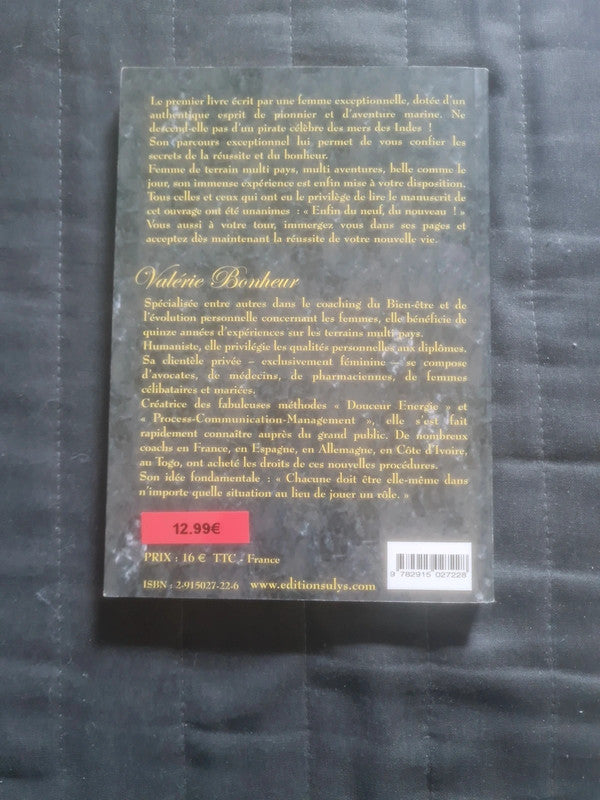 Le premier livre écrit par une femme exceptionnelle, dotée d'un
authentique esprit de pionnier et d'aventure marine. Ne
descend-elle pas d'un pirate célèbre des mers des Indes !
Son parcours exceptionnel lui permet de vous confier les
secrets de la réussite et du bonheur.
Femme de terrain multi pays, multi aventures, belle comme le
jour, son immense expérience est enfin mise à votre disposition.
Tous celles et ceux qui ont eu le privilège de lire le manuscrit de
cet ouvrage ont été unanimes : « Enfin du neuf, du nouveau ! »
Vous aussi à votre tour, immergez vous dans ses pages et
acceptez dès maintenant la réussite de votre nouvelle vie.
Valérie Bonheur
Spécialisée entre autres dans le coaching du Bien-être et de
l'évolution personnelle concernant les femmes, elle bénéficie de
quinze années d'expériences sur les terrains multi pays.
Humaniste, elle privilégie les qualités personnelles aux diplômes.
Sa clientèle privée – exclusivement féminine – se compose
d'avocates, de médecins, de pharmaciennes, de femmes
célibataires et mariées.
Créatrice des fabuleuses méthodes « Douceur Energie » et
« Process-Communication-Management », elle s'est fait
rapidement connaître auprès du grand public. De nombreux
coachs en France, en Espagne, en Allemagne, en Côte d'Ivoire,
au Togo, ont acheté les droits de ces nouvelles procédures.
Son idée fondamentale : « Chacune doit être elle-même dans
n'importe quelle situation au lieu de jouer un rôle. »
12.99€
PRIX : 16 € TTC - France
ISBN : 2-915027-22-6 www.editionsulys.com
9 782915 027228